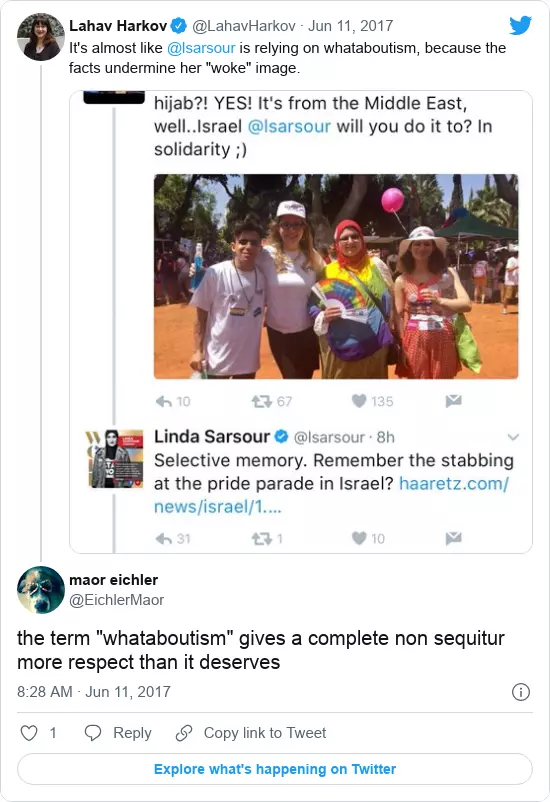 Lahav Harkov @LahavHarkov · Jun 11, 2017
It's almost like @lsarsour is relying on whataboutism, because the
facts undermine her "woke" image.
hijab?! YES! It's from the Middle East,
well..Israel @lsarsour will you do it to? In
solidarity ;)
10 67 135
Linda Sarsour @lsarsour · 8h
Selective memory. Remember the stabbing
at the pride parade in Israel? haaretz.com/
news/israel/1....
31 1 10
maor eichler
@EichlerMaor
the term "whataboutism" gives a complete non sequitur
more respect than it deserves
8:28 AM · Jun 11, 2017
1 Reply Copy link to Tweet
Explore what's happening on Twitter